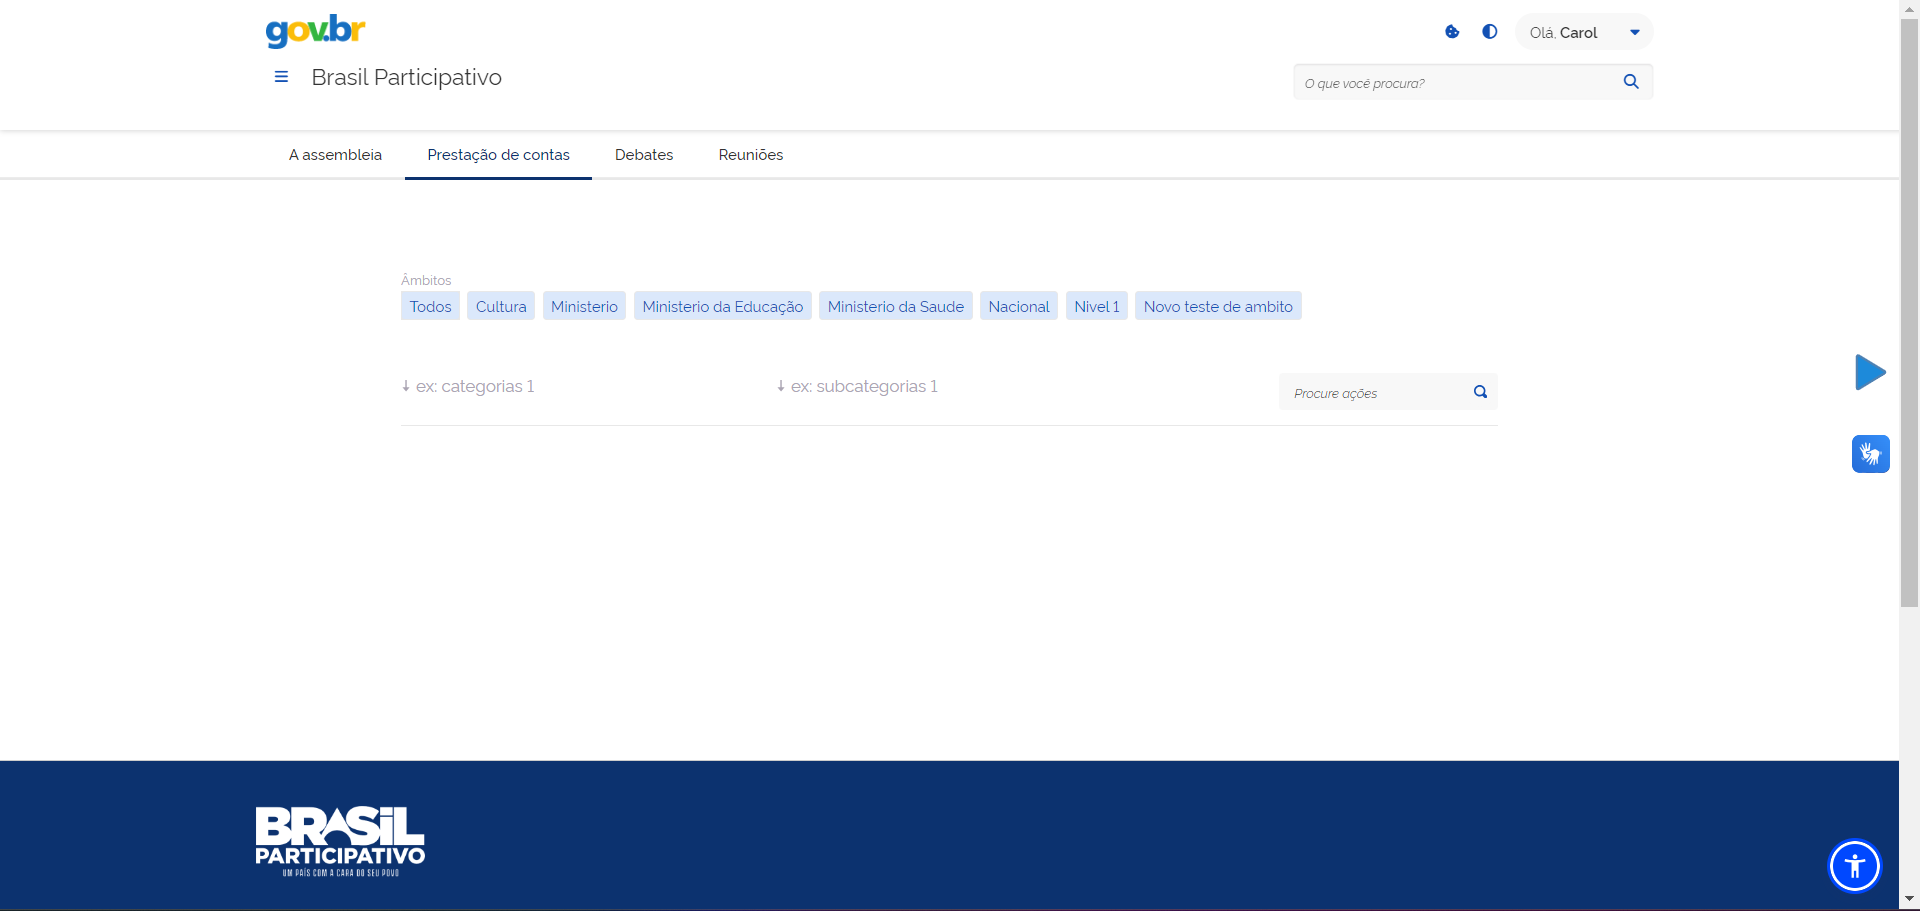 gov.br
Olá, Carol
Brasil Participativo
O que você procura?
A assembleia Prestação de contas Debates Reuniões
Âmbitos
Todos Cultura Ministerio Ministerio da Educação Ministerio da Saude Nacional Nivel 1 Novo teste de ambito
ex: categorias 1 ex: subcategorias 1 Procure ações
BRASIL
PARTICIPATIVO
UM PAÍS COM A CARA DO SEU POVO